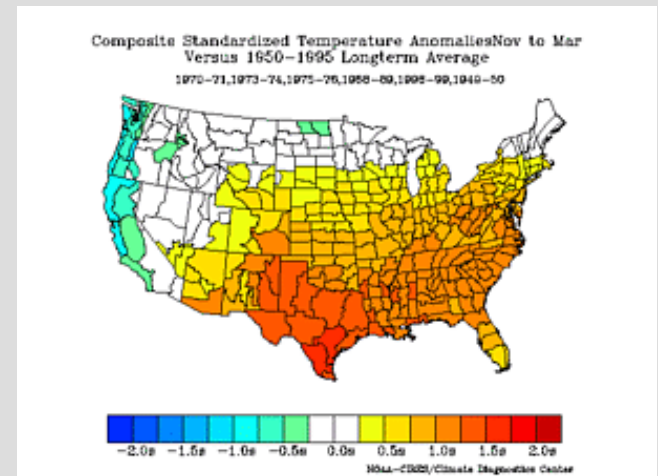 Composite Standardized Temperature AnomaliesNov to Mar
Versus 1950-1995 Longterm Average
1970-71,1973-74,1975-76,1988-89,1998-99,1949-50
-2.0s -1.5s -1.0s -0.5s 0.0s 0.5s 1.0s 1.5s 2.0s
NOAA-CIRES/Climate Diagnostics Center